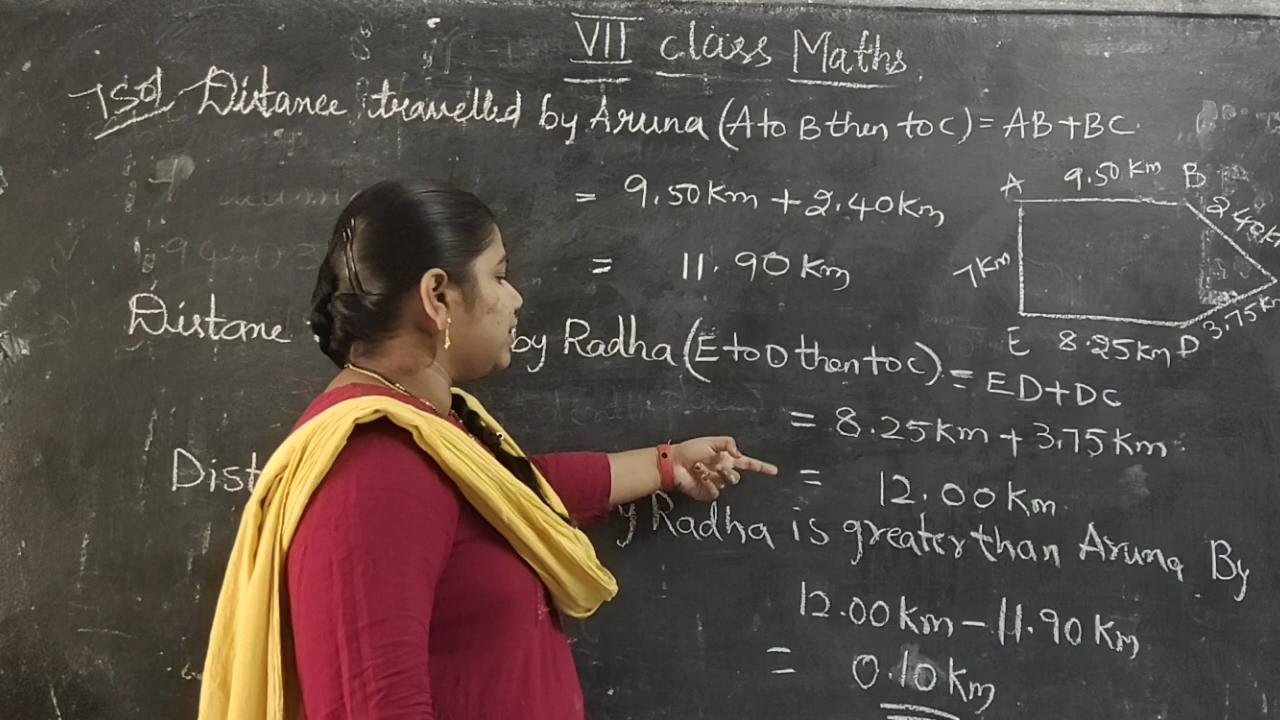 VII class Maths
7 Sol Distance travelled by Aruna (A to B then to C) = AB+BC
= 9.50 Km + 2.40 Km
= 11.90 Km
A 9.50 Km B
2.40 K
7 Km
3.75 Km
E 8.25 Km D
Distane by Radha (E to D then to C) = ED+DC
= 8.25 Km + 3.75 Km
= 12.00 Km
Dist y Radha is greater than Aruna By
12.00 Km - 11.90 Km
= 0.10 Km